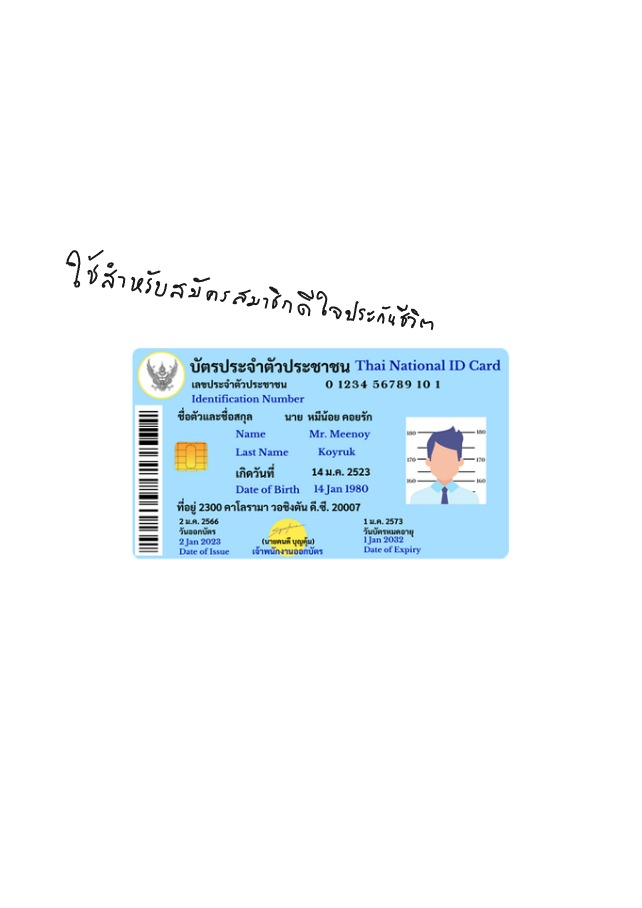 ใช้สำหรับสมัครสมาชิกดีใจประกันชีวิต
บัตรประจำตัวประชาชน Thai National ID Card
เลขประจำตัวประชาชน 0 1234 56789 10 1
Identification Number
ชื่อตัวและชื่อสกุล นาย หมีน้อย คอยรัก
Name Mr. Meenoy
Last Name Koyruk
เกิดวันที่ 14 ม.ค. 2523
Date of Birth 14 Jan 1980
180 180
170 170
160 160
ที่อยู่ 2300 คาโลรามา วอชิงตัน ดี.ซี. 20007
2 ม.ค. 2566 1 ม.ค. 2573
วันออกบัตร วันบัตรหมดอายุ
2 Jan 2023 (นายคนดี บุญคุ้ม) 1 Jan 2032
Date of Issue เจ้าพนักงานออกบัตร Date of Expiry